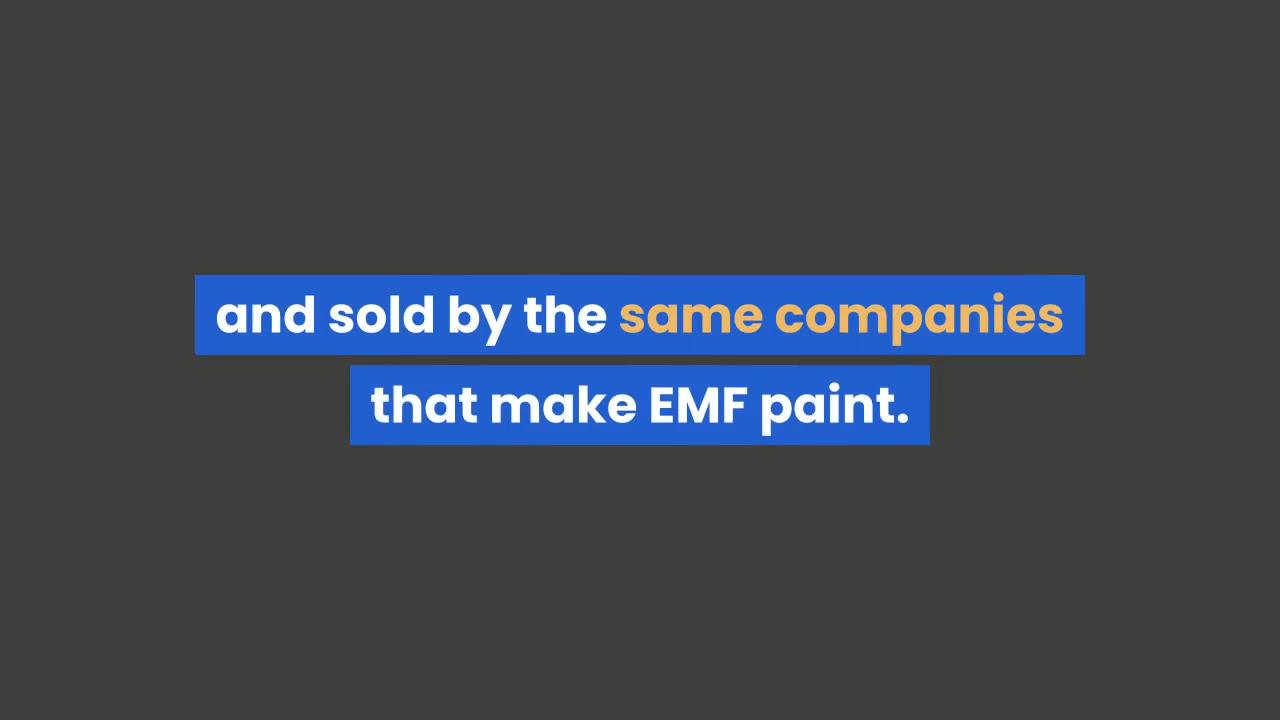 and sold by the same companies
that make EMF paint.